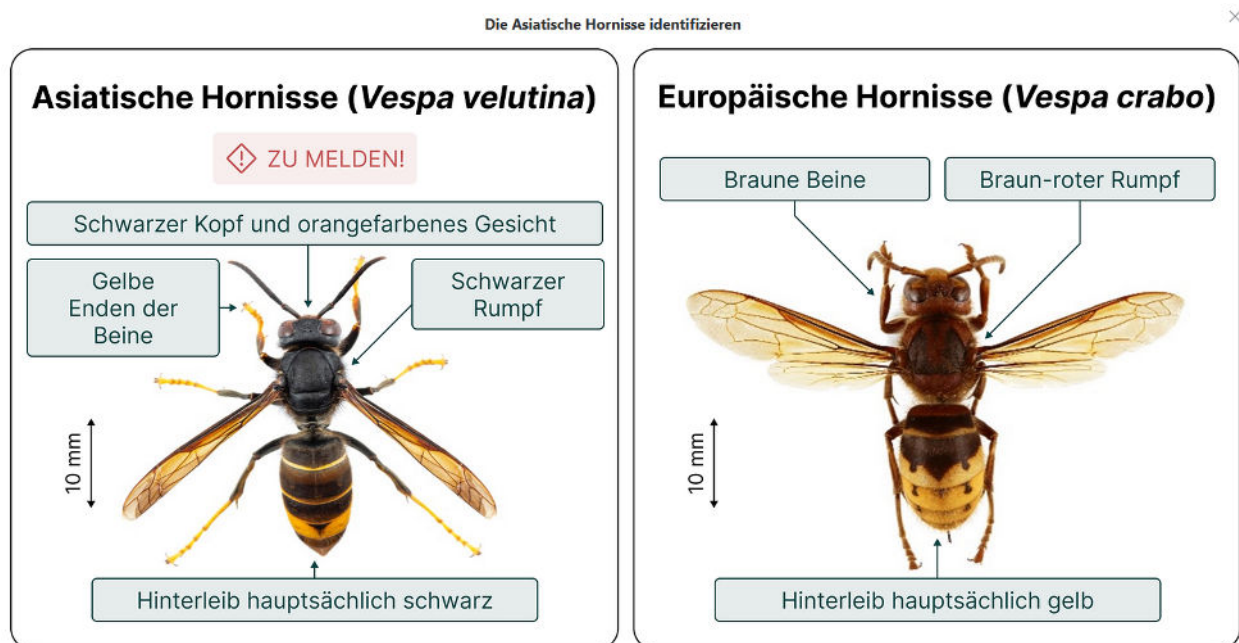 Die Asiatische Hornisse identifizieren
Asiatische Hornisse (Vespa velutina)
ZU MELDEN!
Schwarzer Kopf und orangefarbenes Gesicht
Gelbe
Enden der
Beine
Schwarzer
Rumpf
10 mm
Hinterleib hauptsächlich schwarz
Europäische Hornisse (Vespa crabo)
Braune Beine
Braun-roter Rumpf
10 mm
Hinterleib hauptsächlich gelb